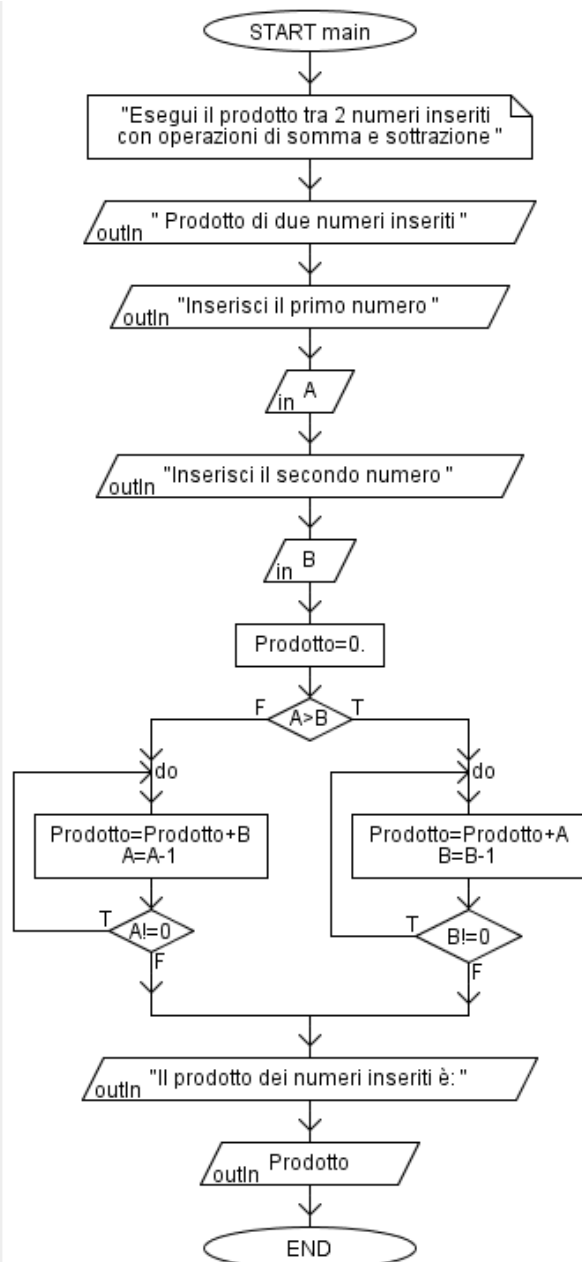 START main
"Esegui il prodotto tra 2 numeri inseriti
con operazioni di somma e sottrazione "
" Prodotto di due numeri inseriti "
outln
"Inserisci il primo numero "
outln
A
in
"Inserisci il secondo numero "
outln
B
in
Prodotto=0.
F
A>B
T
do
Prodotto=Prodotto+B
A=A-1
T
A!=0
F
do
Prodotto=Prodotto+A
B=B-1
T
B!=0
F
"Il prodotto dei numeri inseriti è: "
outln
Prodotto
outln
END